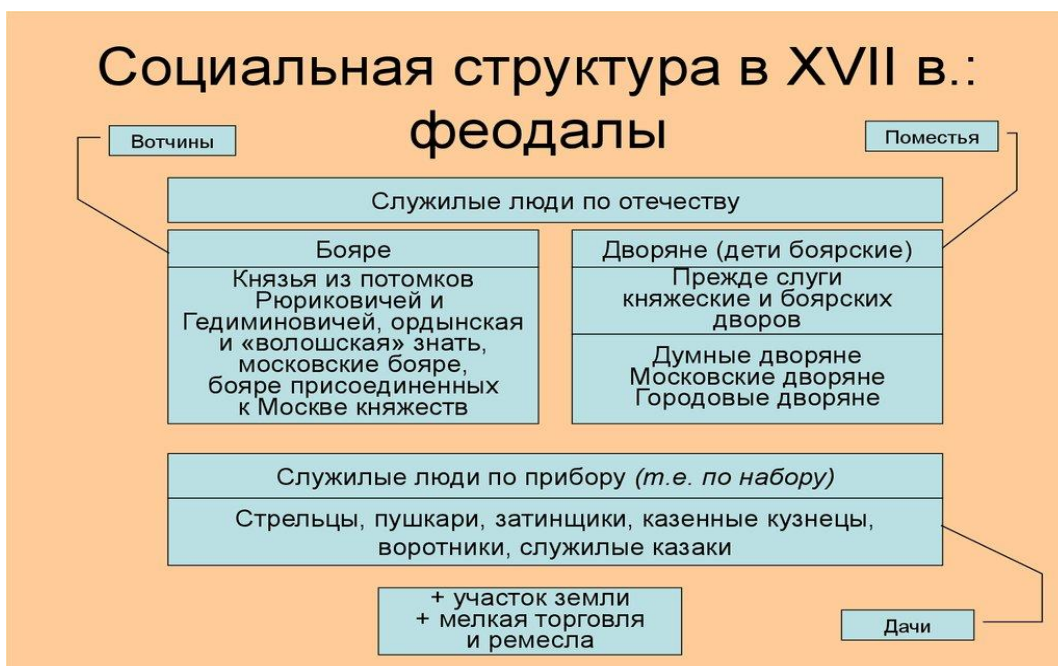 Социальная структура в XVII в.:
феодалы
Вотчины
Поместья
Служилые люди по отечеству
Бояре
Князья из потомков
Рюриковичей и
Гедиминовичей, ордынская
и «волошская» знать,
московские бояре,
бояре присоединенных
к Москве княжеств
Дворяне (дети боярские)
Прежде слуги
княжеские и боярских
дворов
Думные дворяне
Московские дворяне
Городовые дворяне
Служилые люди по прибору (т.е. по набору)
Стрельцы, пушкари, затинщики, казенные кузнецы,
воротники, служилые казаки
+ участок земли
+ мелкая торговля
и ремесла
Дачи